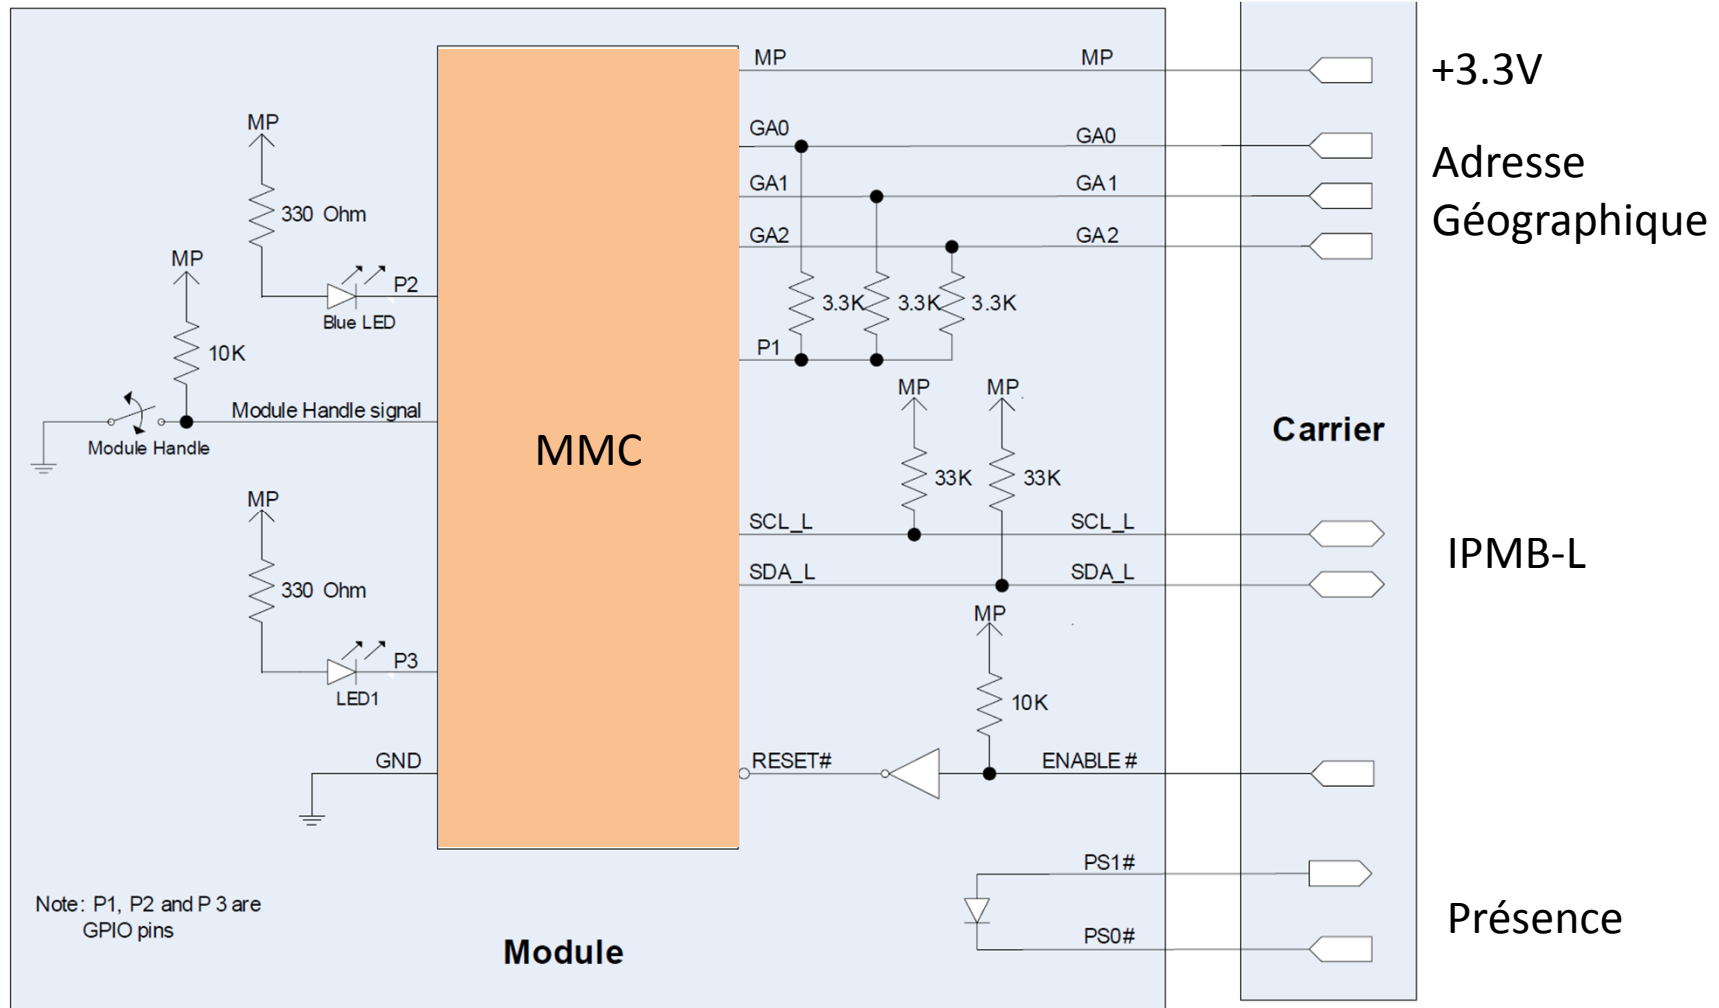 MP
MP
+3.3V
MP
GA0
GA0
Adresse
Géographique
GA1
GA1
330 Ohm
GA2
GA2
MP
P2
3.3K
3.3K
3.3K
Blue LED
10K
P1
MP
MP
Module Handle signal
Carrier
Module Handle
MMC
33K
33K
MP
SCL_L
SCL_L
IPMB-L
SDA_L
SDA_L
330 Ohm
MP
P3
LED1
10K
GND
RESET#
ENABLE #
PS1#
Note: P1, P2 and P 3 are
GPIO pins
Présence
PS0#
Module